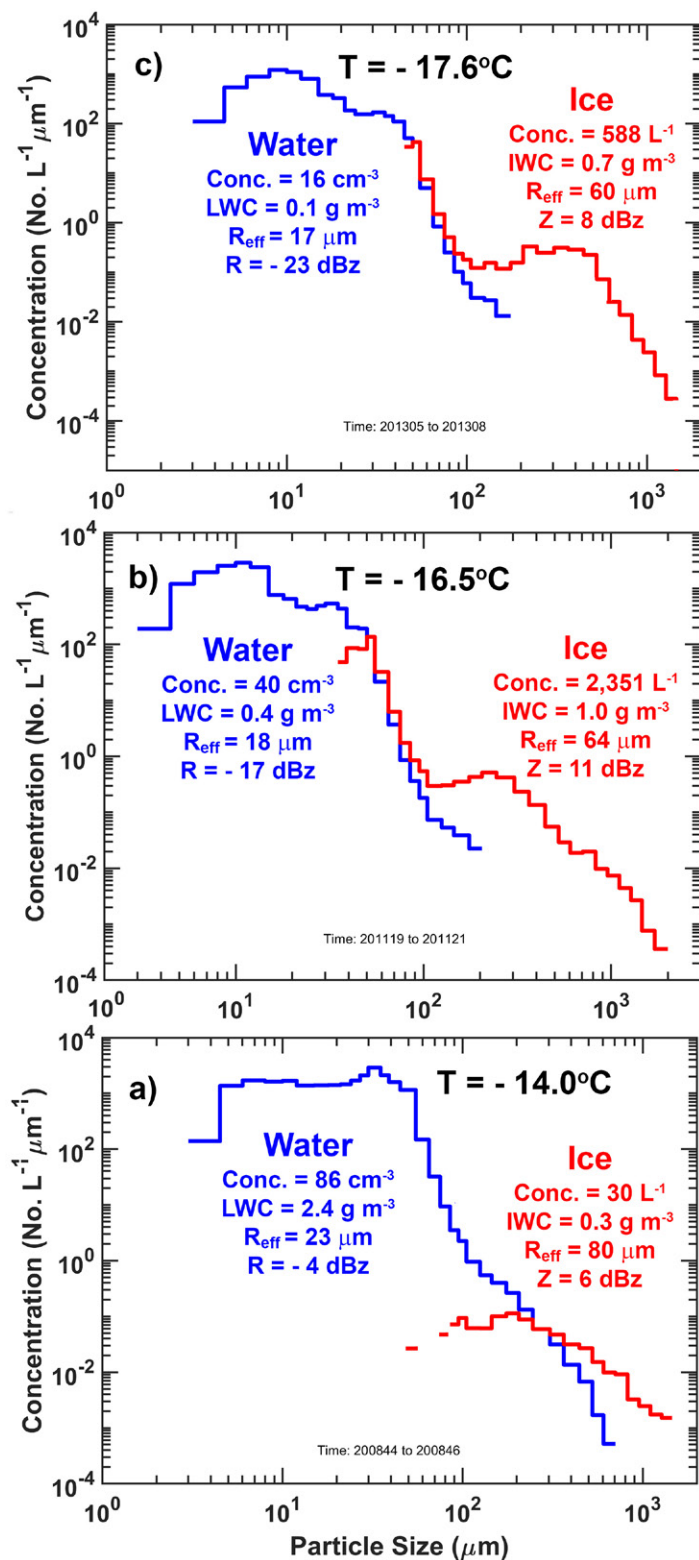 c)
T = - 17.6°C
Water
Conc. = 16 cm⁻³
LWC = 0.1 g m⁻³
R_eff = 17 μm
R = - 23 dBz
Ice
Conc. = 588 L⁻¹
IWC = 0.7 g m⁻³
R_eff = 60 μm
Z = 8 dBz
Time: 201305 to 201308
Concentration (No. L⁻¹ μm⁻¹)
10⁴
10²
10⁰
10⁻²
10⁻⁴
10⁰ 10¹ 10² 10³
b)
T = - 16.5°C
Water
Conc. = 40 cm⁻³
LWC = 0.4 g m⁻³
R_eff = 18 μm
R = - 17 dBz
Ice
Conc. = 2,351 L⁻¹
IWC = 1.0 g m⁻³
R_eff = 64 μm
Z = 11 dBz
Time: 201119 to 201121
Concentration (No. L⁻¹ μm⁻¹)
10⁴
10²
10⁰
10⁻²
10⁻⁴
10⁰ 10¹ 10² 10³
a)
T = - 14.0°C
Water
Conc. = 86 cm⁻³
LWC = 2.4 g m⁻³
R_eff = 23 μm
R = - 4 dBz
Ice
Conc. = 30 L⁻¹
IWC = 0.3 g m⁻³
R_eff = 80 μm
Z = 6 dBz
Time: 200844 to 200846
Concentration (No. L⁻¹ μm⁻¹)
10⁴
10²
10⁰
10⁻²
10⁻⁴
10⁰ 10¹ 10² 10³
Particle Size (μm)